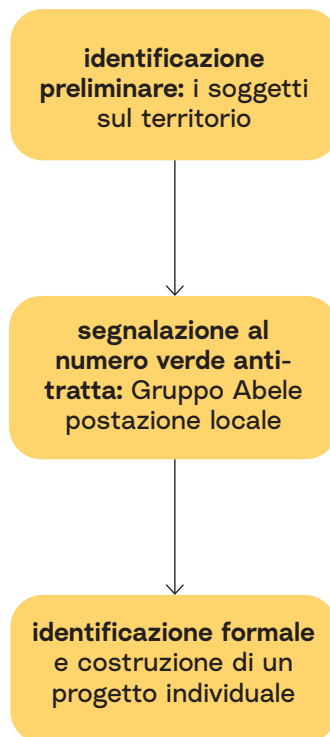 identificazione
preliminare: i soggetti
sul territorio
segnalazione al
numero verde anti-
tratta: Gruppo Abele
postazione locale
identificazione formale
e costruzione di un
progetto individuale